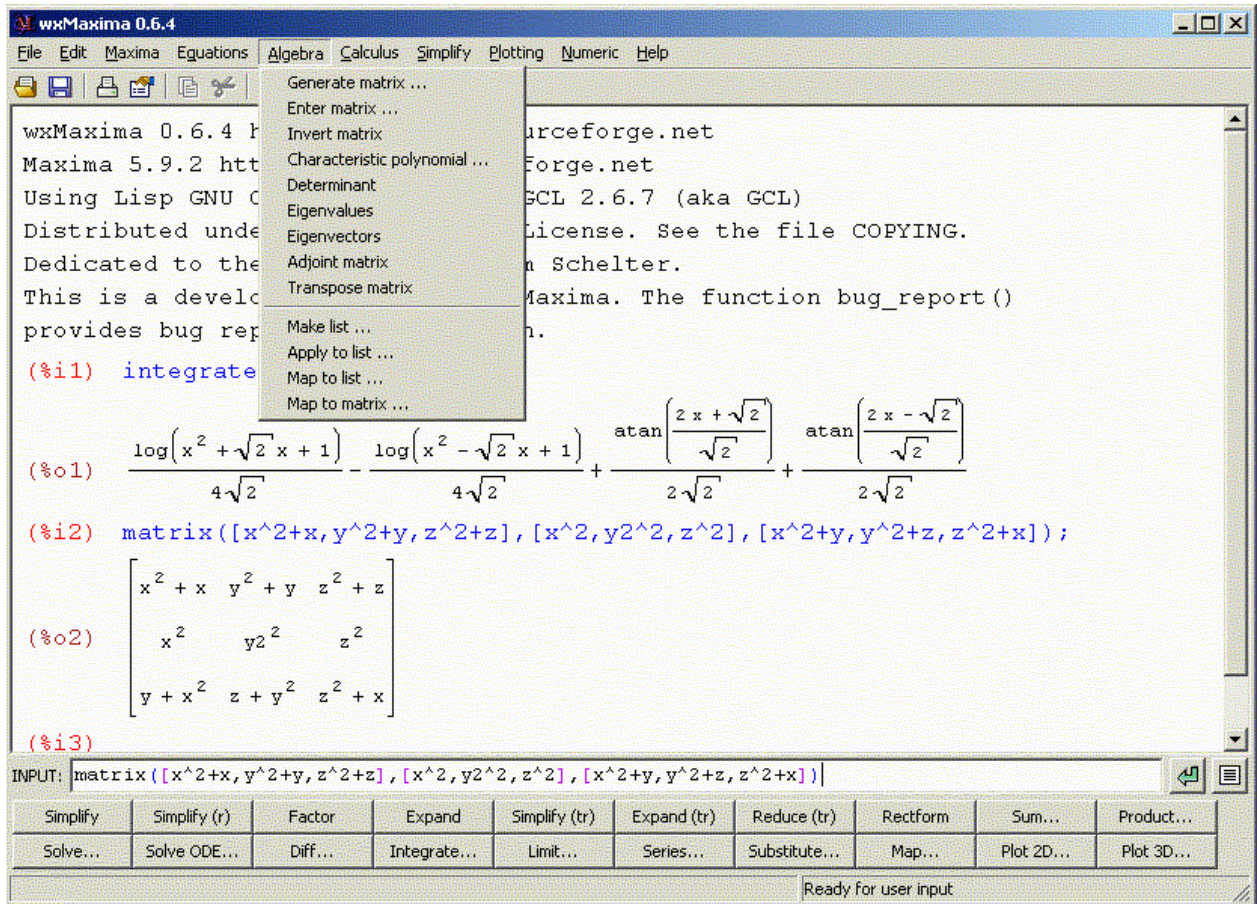 wxMaxima 0.6.4
File Edit Maxima Equations Algebra Calculus Simplify Plotting Numeric Help
Generate matrix ...
Enter matrix ...
Invert matrix
Characteristic polynomial ...
Determinant
Eigenvalues
Eigenvectors
Adjoint matrix
Transpose matrix
Make list ...
Apply to list ...
Map to list ...
Map to matrix ...
wxMaxima 0.6.4 urceforge.net
Maxima 5.9.2 htt forge.net
Using Lisp GNU GCL 2.6.7 (aka GCL)
Distributed unde License. See the file COPYING.
Dedicated to the Schelter.
This is a develo Maxima. The function bug_report()
provides bug rep
(%i1) integrate
(%o1) log(x^2 + √2 x + 1)/(4√2) - log(x^2 - √2 x + 1)/(4√2) + atan((2 x + √2)/√2)/(2√2) + atan((2 x - √2)/√2)/(2√2)
(%i2) matrix([x^2+x,y^2+y,z^2+z],[x^2,y2^2,z^2],[x^2+y,y^2+z,z^2+x]);
x^2 + x y^2 + y z^2 + z
(%o2) x^2 y2^2 z^2
y + x^2 z + y^2 z^2 + x
(%i3)
INPUT: matrix([x^2+x,y^2+y,z^2+z],[x^2,y2^2,z^2],[x^2+y,y^2+z,z^2+x])
Simplify Simplify (r) Factor Expand Simplify (tr) Expand (tr) Reduce (tr) Rectform Sum... Product...
Solve... Solve ODE... Diff... Integrate... Limit... Series... Substitute... Map... Plot 2D... Plot 3D...
Ready for user input